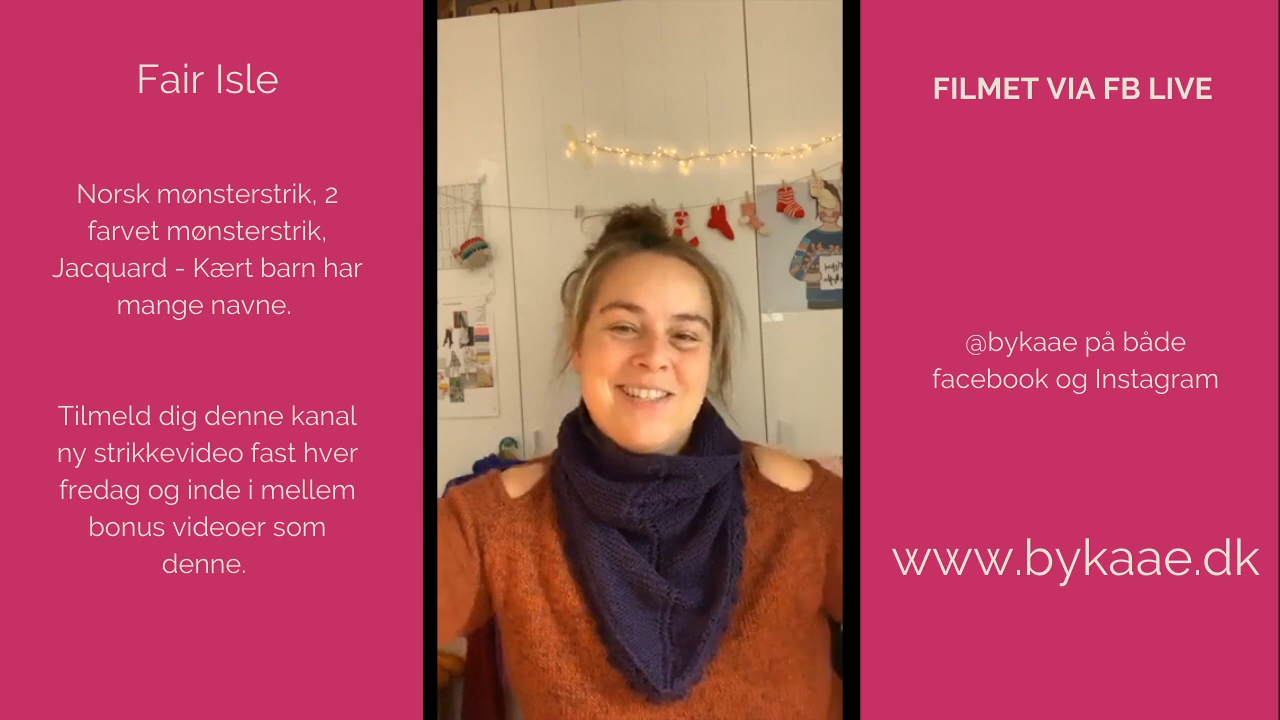 Fair Isle
Norsk mønsterstrik, 2
farvet mønsterstrik,
Jacquard - Kært barn har
mange navne.
Tilmeld dig denne kanal
ny strikkevideo fast hver
fredag og inde i mellem
bonus videoer som
denne.
FILMET VIA FB LIVE
@bykaae på både
facebook og Instagram
www.bykaae.dk